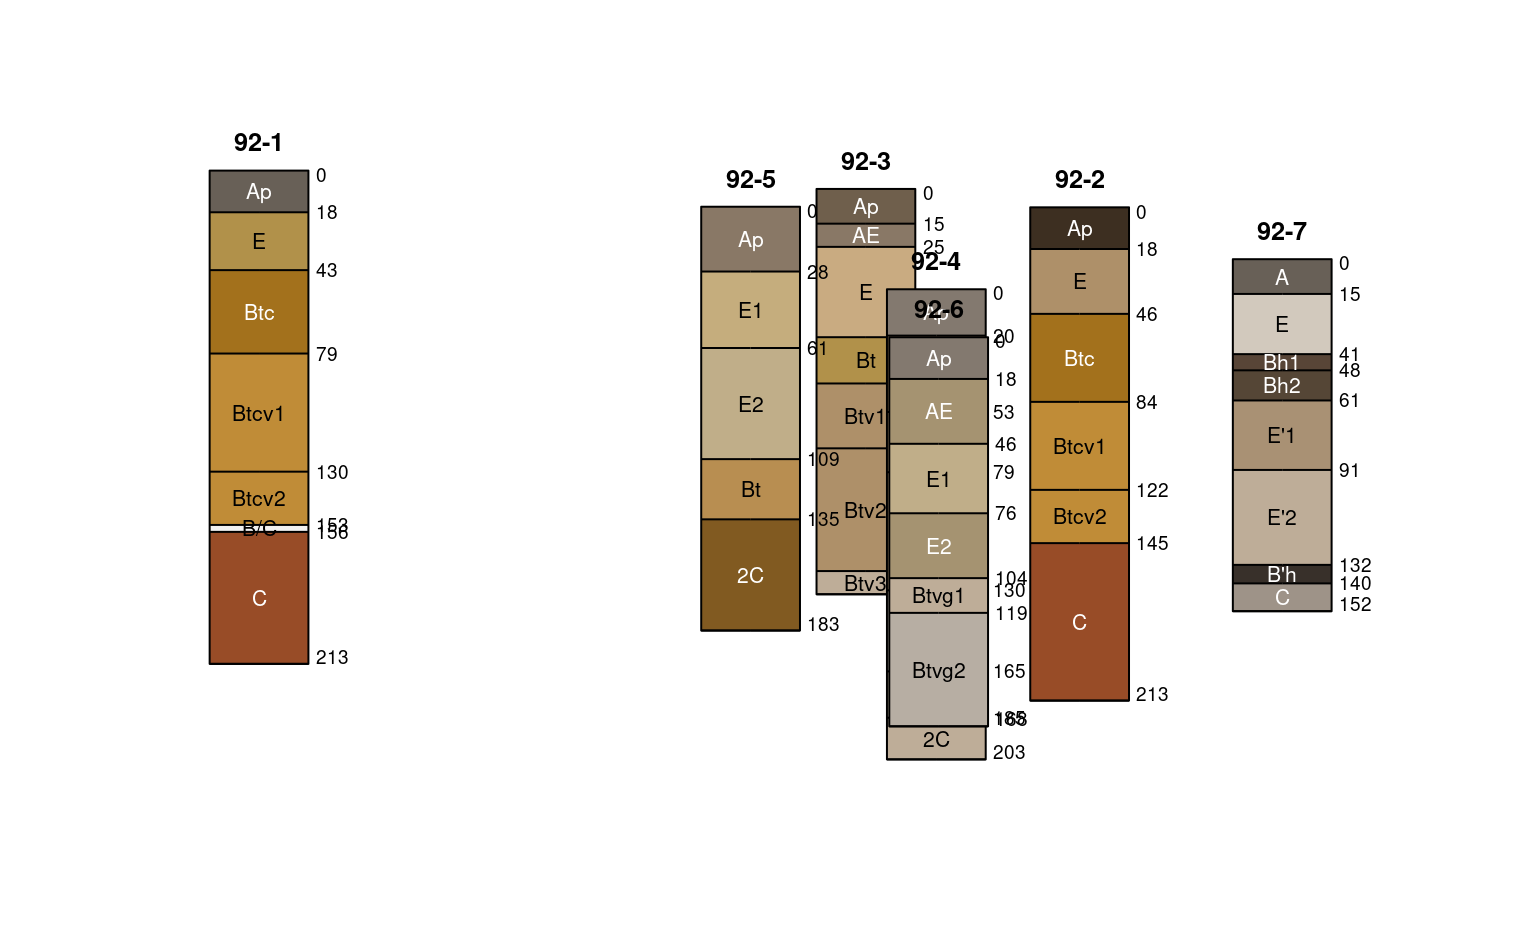 92-1
0
Ap
18
E
43
Btc
79
Btcv1
130
Btcv2
153
B/C
156
C
213
92-5
0
Ap
28
E1
61
E2
109
Bt
135
2C
183
92-3
0
Ap
15
AE
25
E
Bt
Btv1
Btv2
Btv3
92-4
0
Ap
20
53
79
130
165
185
2C
203
92-6
0
Ap
18
AE
46
E1
76
E2
104
Btvg1
119
Btvg2
168
92-2
0
Ap
18
E
46
Btc
84
Btcv1
122
Btcv2
145
C
213
92-7
0
A
15
E
41
Bh1
48
Bh2
61
E'1
91
E'2
132
B'h
140
C
152